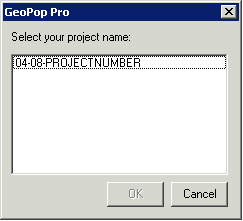 GeoPop Pro
Select your project name:
04-08-PROJECTNUMBER
OK
Cancel